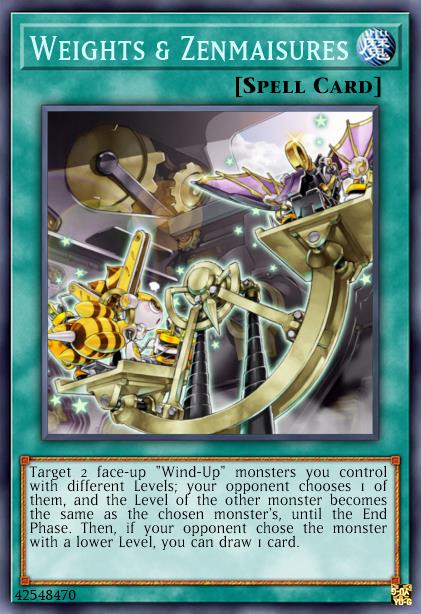 WEIGHTS & ZENMAISURES
魔
[SPELL CARD]
Target 2 face-up "Wind-Up" monsters you control
with different Levels; your opponent chooses 1 of
them, and the Level of the other monster becomes
the same as the chosen monster's, until the End
Phase. Then, if your opponent chose the monster
with a lower Level, you can draw 1 card.
42548470